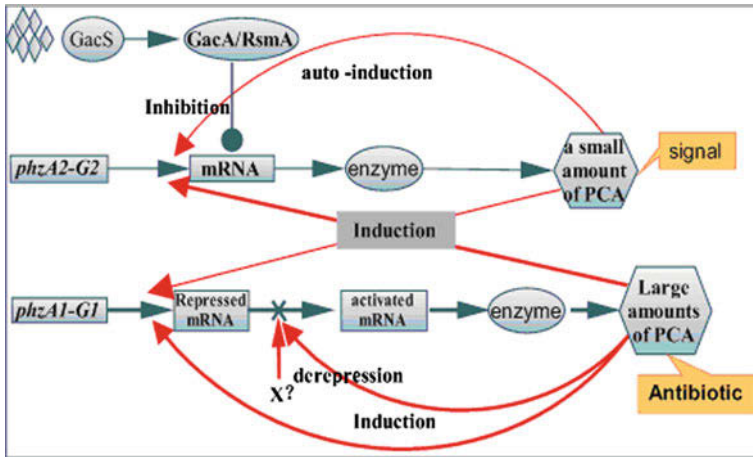 GacS
GacA/RsmA
auto -induction
Inhibition
phzA2-G2
mRNA
enzyme
a small
amount
of PCA
signal
Induction
phzA1-G1
Repressed
mRNA
activated
mRNA
enzyme
Large
amounts
of PCA
X
derepression
X?
Antibiotic
Induction